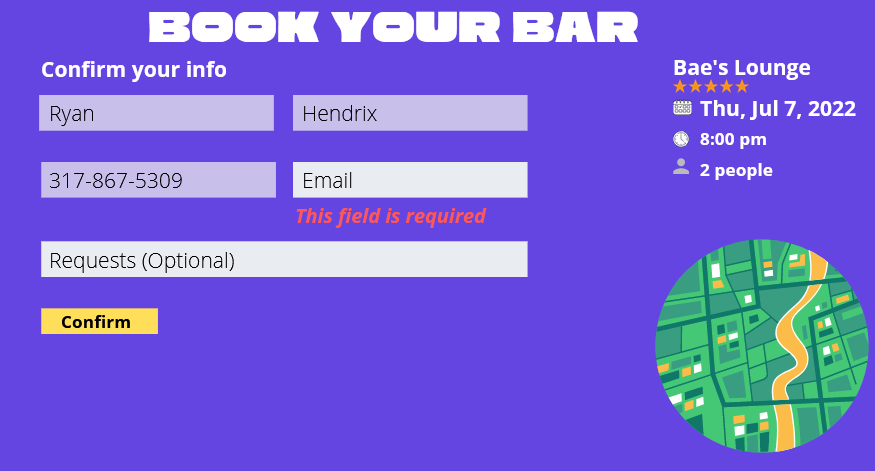 BOOK YOUR BAR
Confirm your info
Ryan
Hendrix
317-867-5309
Email
This field is required
Requests (Optional)
Confirm
Bae's Lounge
Thu, Jul 7, 2022
8:00 pm
2 people